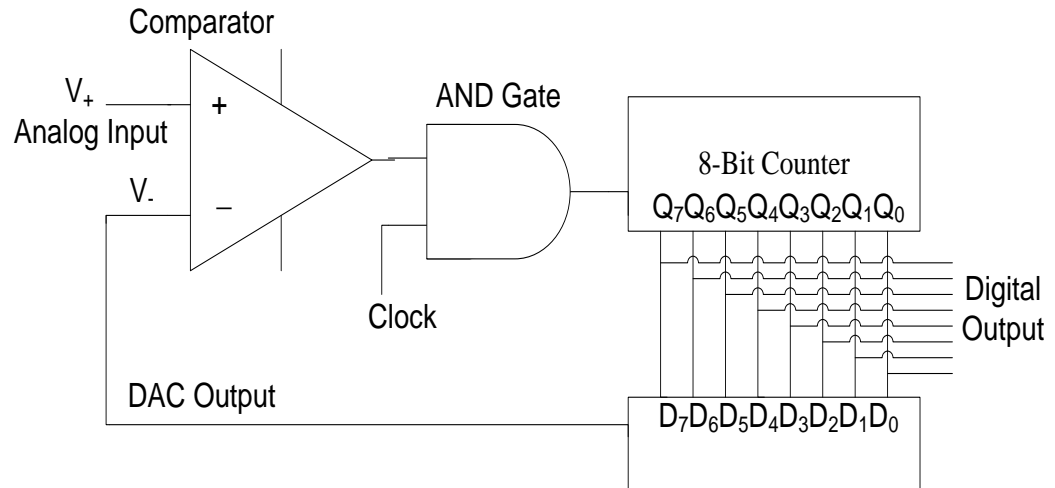 Comparator
V+
Analog Input
+
V-
−
AND Gate
Clock
8-Bit Counter
Q7Q6Q5Q4Q3Q2Q1Q0
Digital
Output
DAC Output
D7D6D5D4D3D2D1D0